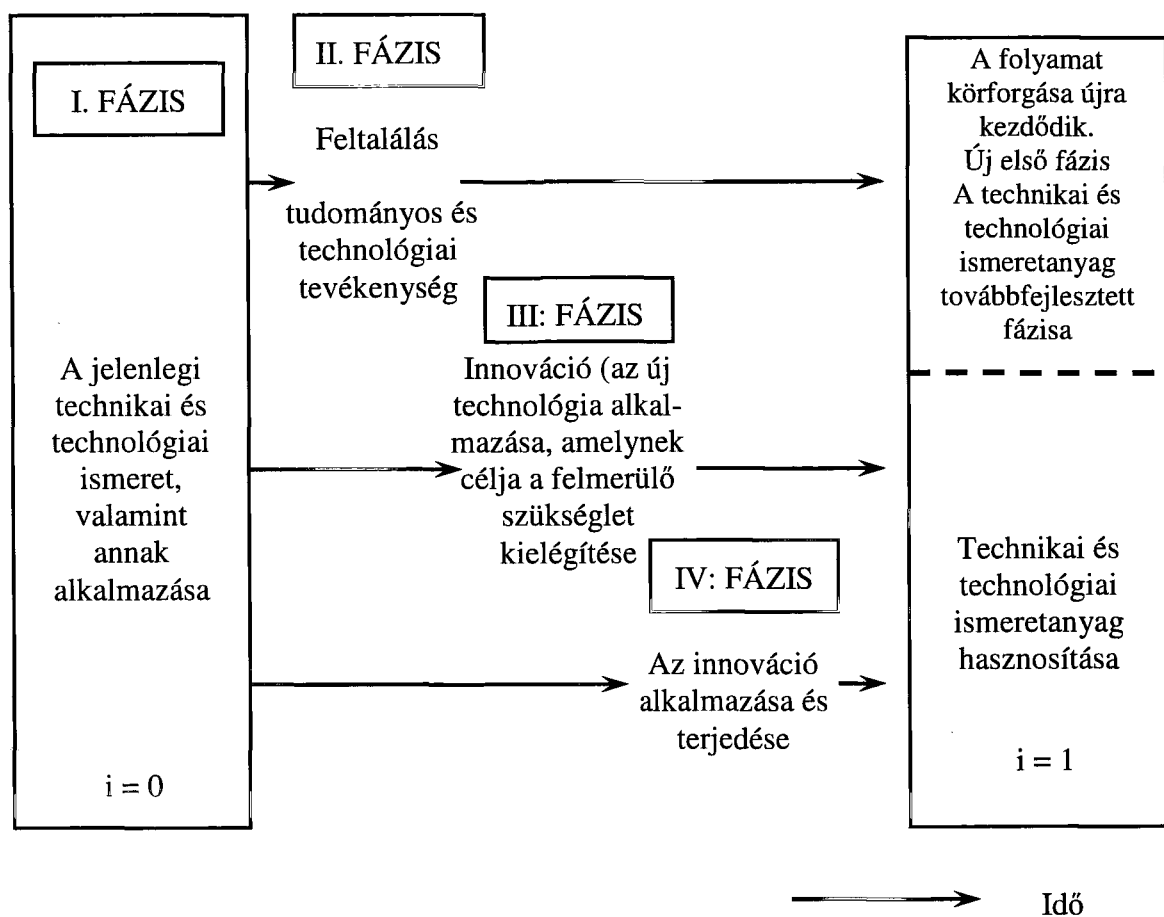 I. FÁZIS
A jelenlegi
technikai és
technológiai
ismeret,
valamint
annak
alkalmazása
i = 0
II. FÁZIS
Feltalálás
tudományos és
technológiai
tevékenység
III: FÁZIS
Innováció (az új
technológia alkal-
mazása, amelynek
célja a felmerülő
szükséglet
kielégítése
IV: FÁZIS
Az innováció
alkalmazása és
terjedése
A folyamat
körforgása újra
kezdődik.
Új első fázis
A technikai és
technológiai
ismeretanyag
továbbfejlesztett
fázisa
Technikai és
technológiai
ismeretanyag
hasznosítása
i = 1
Idő